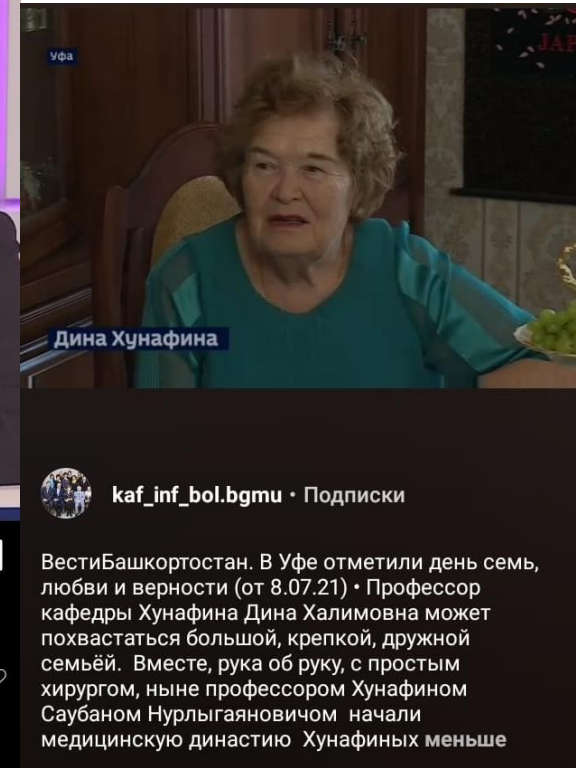 Уфа
JAP
Дина Хунафина
kaf_inf_bol.bgmu • Подписки
ВестиБашкортостан. В Уфе отметили день семь,
любви и верности (от 8.07.21) • Профессор
кафедры Хунафина Дина Халимовна может
похвастаться большой, крепкой, дружной
семьёй. Вместе, рука об руку, с простым
хирургом, ныне профессором Хунафином
Саубаном Нурлыгаяновичом начали
медицинскую династию Хунафиных меньше